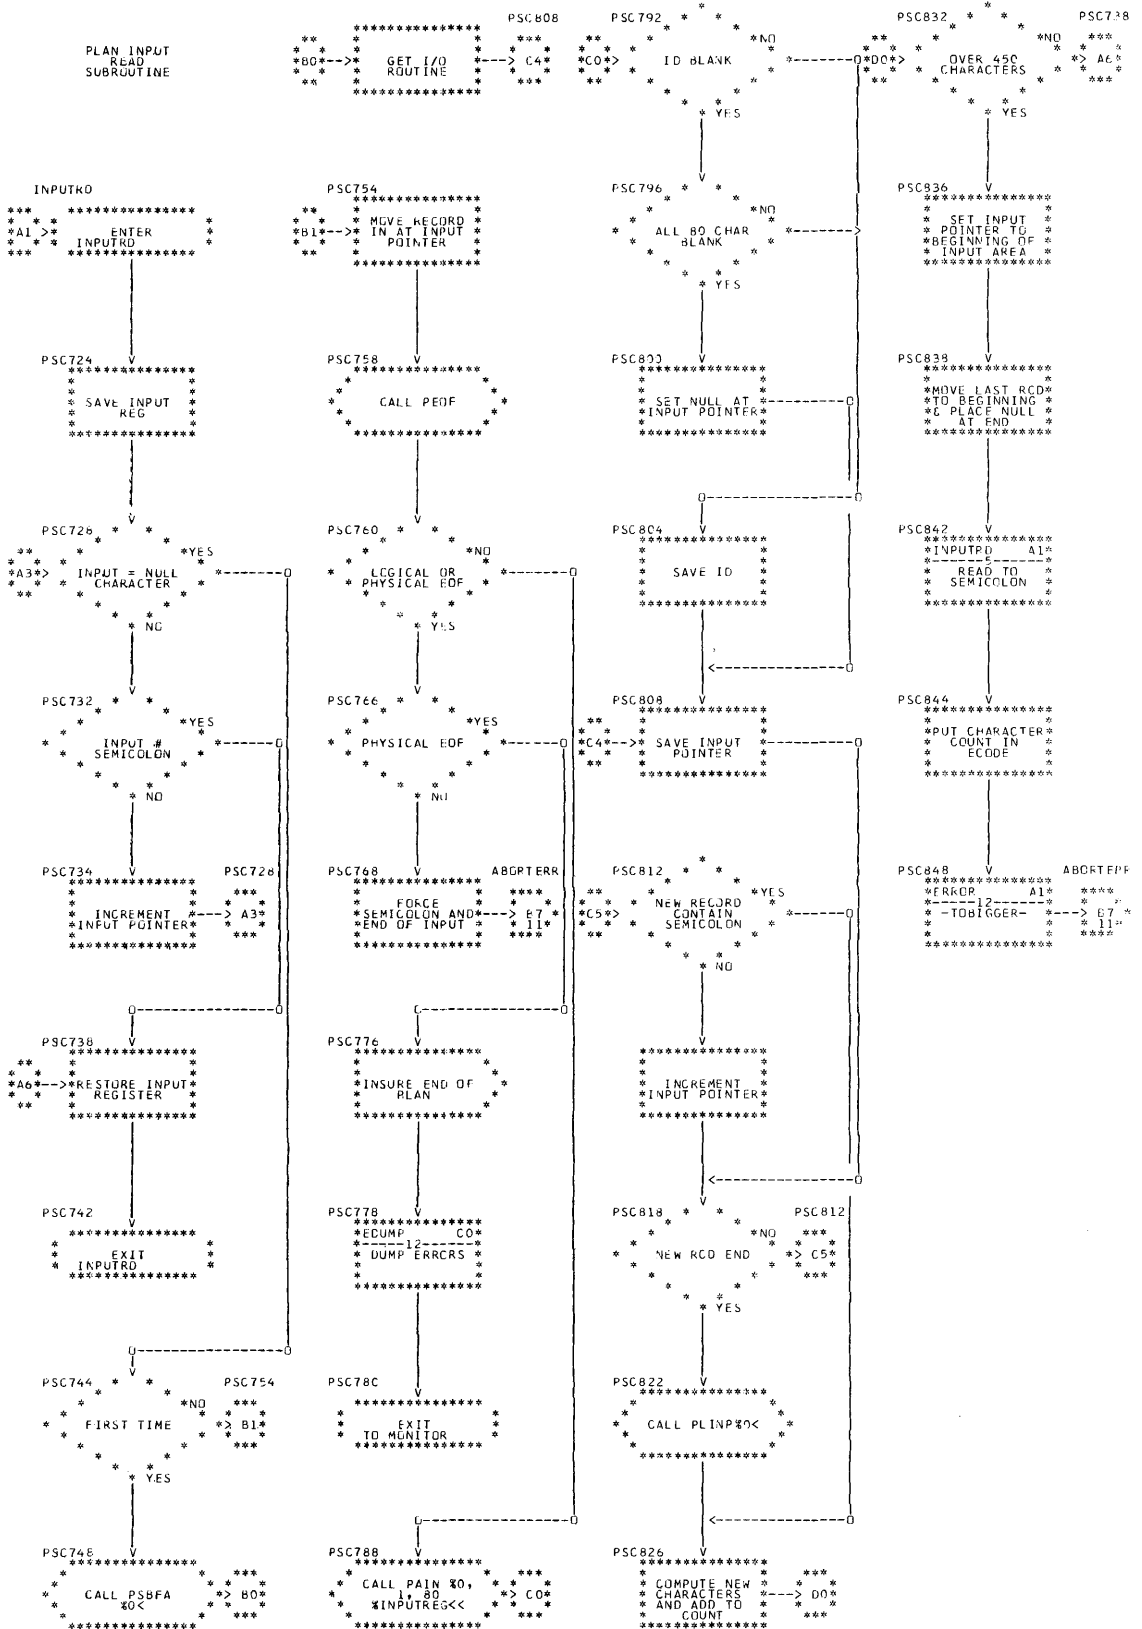 PLAN INPUT
READ
SUBROUTINE
INPUTRD
A1
ENTER
INPUTRD
PSC724
SAVE INPUT
REG
PSC728
A3
INPUT = NULL
CHARACTER
YES
NO
PSC732
INPUT #
SEMICOLON
YES
NO
PSC734
INCREMENT
INPUT POINTER
PSC728
A3
PSC738
A6
RESTORE INPUT
REGISTER
PSC742
EXIT
INPUTRD
PSC744
FIRST TIME
NO
YES
PSC754
B1
PSC748
CALL PSBFA
%0<
B0
B0
GET I/O
ROUTINE
PSC808
C4
PSC754
B1
MOVE RECORD
IN AT INPUT
POINTER
PSC758
CALL PEOF
PSC760
LOGICAL OR
PHYSICAL EOF
NO
YES
PSC766
PHYSICAL EOF
YES
NO
PSC768
FORCE
SEMICOLON AND
END OF INPUT
ABORTERR
B7
11
PSC776
INSURE END OF
PLAN
PSC778
EDUMP C0
12
DUMP ERRORS
PSC780
EXIT
TO MONITOR
PSC788
CALL PAIN %0,
1, 80
%INPUTREG<<
C0
PSC792
C0
ID BLANK
NO
YES
PSC796
ALL 80 CHAR
BLANK
NO
YES
PSC800
SET NULL AT
INPUT POINTER
PSC804
SAVE ID
PSC808
C4
SAVE INPUT
POINTER
PSC812
C5
NEW RECORD
CONTAIN
SEMICOLON
YES
NO
INCREMENT
INPUT POINTER
PSC818
NEW RCD END
NO
YES
PSC812
C5
PSC822
CALL PLINP%0<
PSC826
COMPUTE NEW
CHARACTERS
AND ADD TO
COUNT
D0
PSC832
D0
OVER 450
CHARACTERS
NO
YES
PSC738
A6
PSC836
SET INPUT
POINTER TO
BEGINNING OF
INPUT AREA
PSC838
MOVE LAST RCD
TO BEGINNING
& PLACE NULL
AT END
PSC842
INPUTRD A1
5
READ TO
SEMICOLON
PSC844
PUT CHARACTER
COUNT IN
ECODE
PSC848
ERROR A1
12
-TOBIGGER-
ABORTERR
B7
11